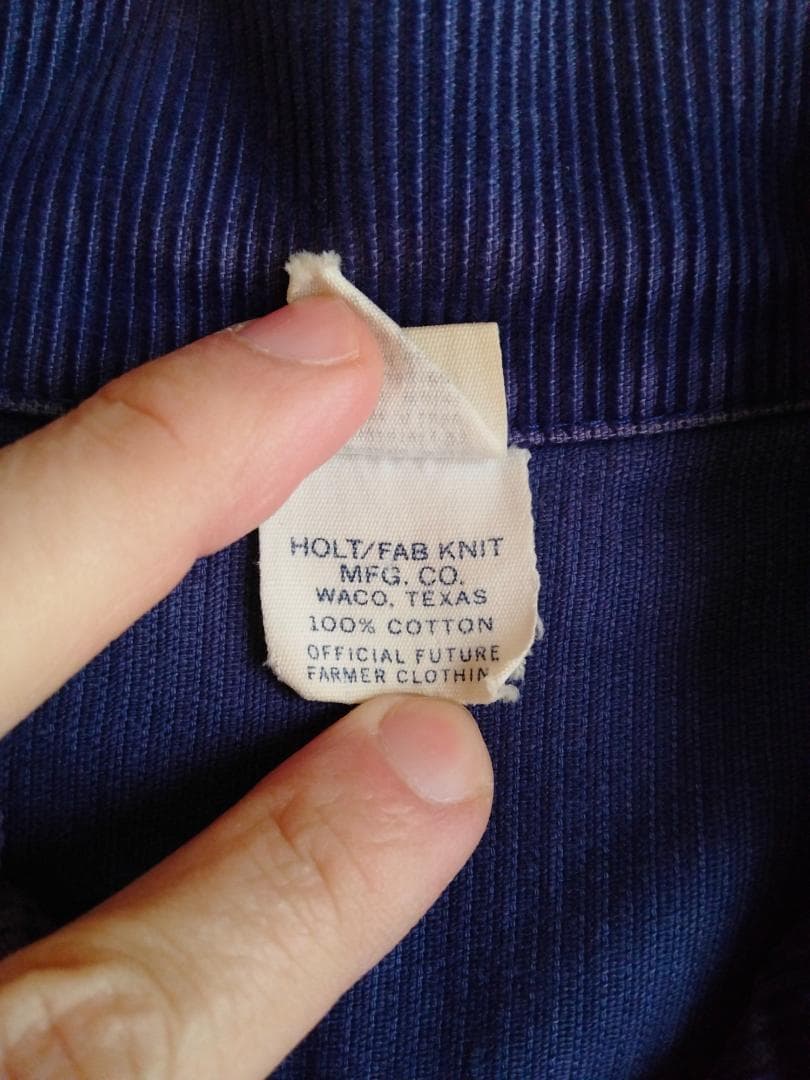 HOLT/FAB KNIT
MFG. CO.
WACO, TEXAS
100% COTTON
OFFICIAL FUTURE
FARMER CLOTHIN